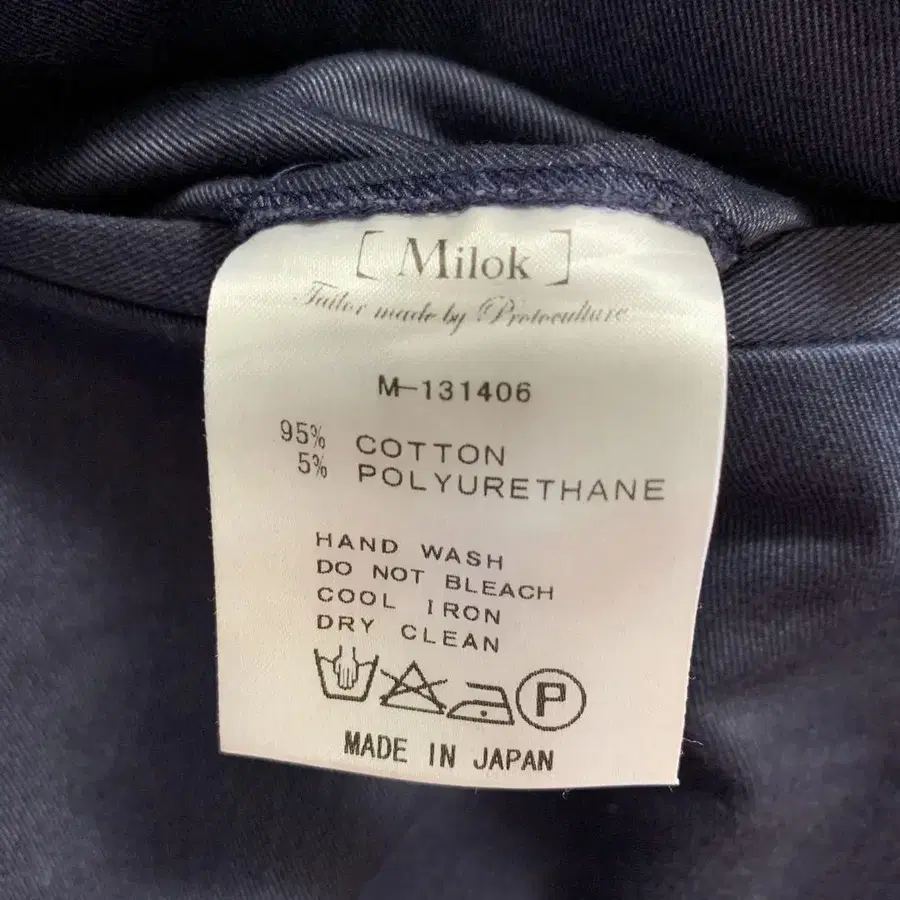 [ Milok ]
Tailor made by Protoculture
M-131406
95% COTTON
5% POLYURETHANE
HAND WASH
DO NOT BLEACH
COOL IRON
DRY CLEAN
P
MADE IN JAPAN